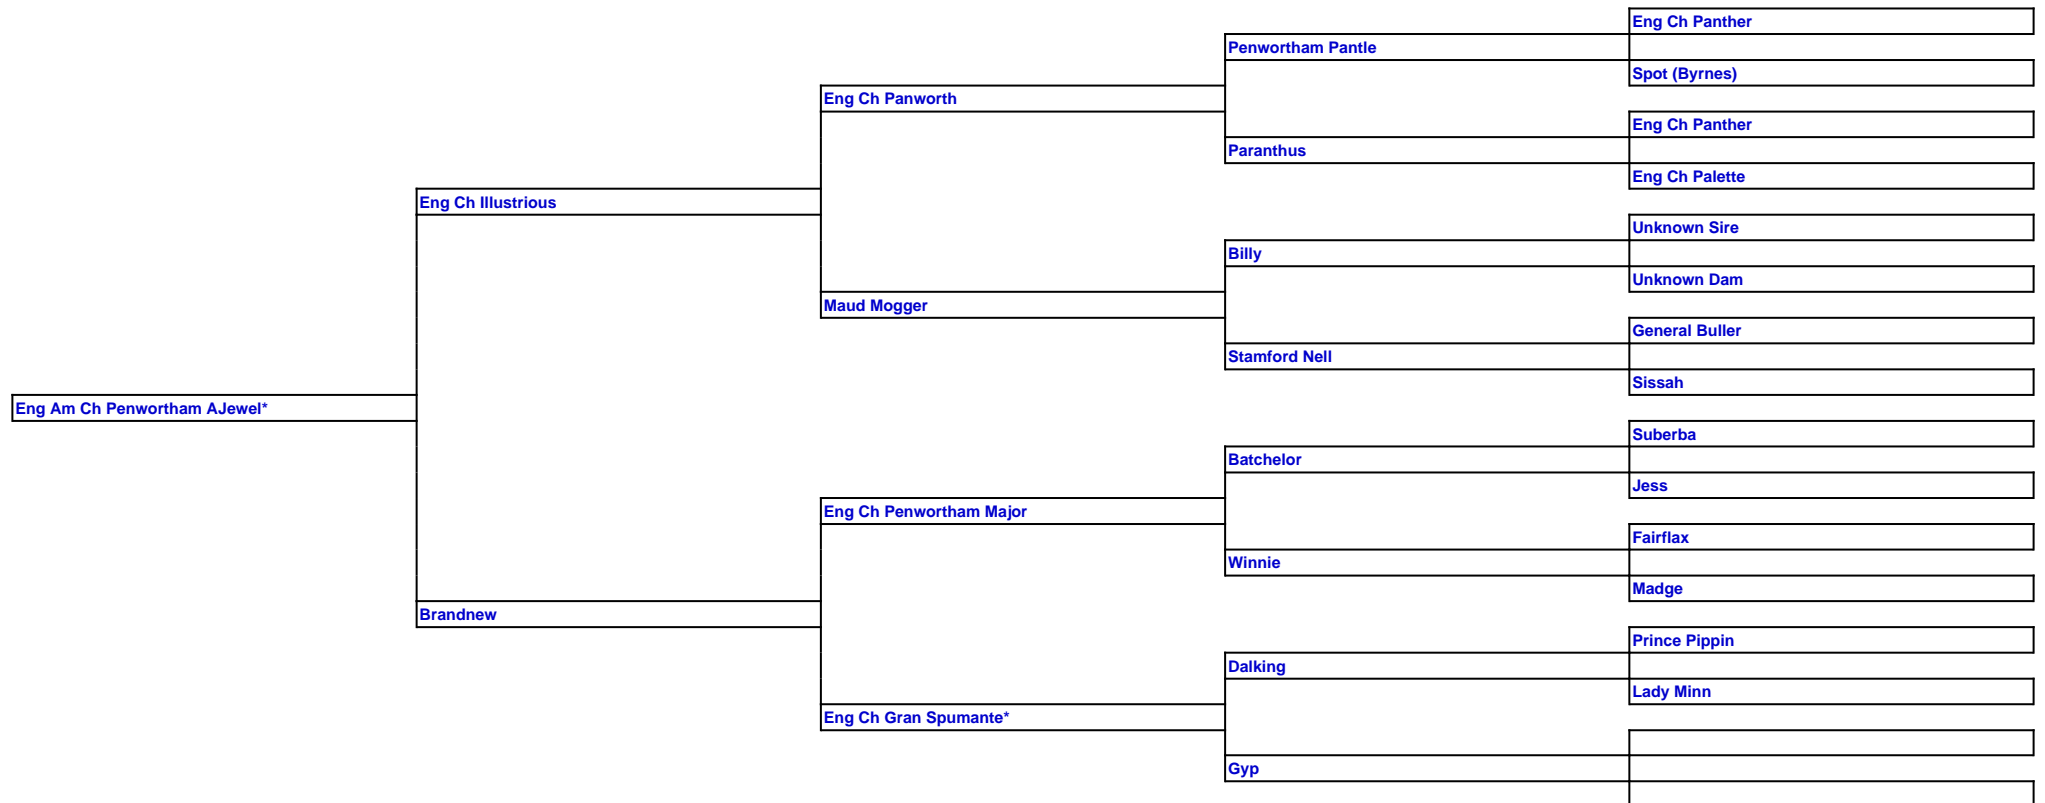 Eng Ch Panther
Penwortham Pantle
Spot (Byrnes)
Eng Ch Panworth
Eng Ch Panther
Paranthus
Eng Ch Palette
Eng Ch Illustrious
Unknown Sire
Billy
Unknown Dam
Maud Mogger
General Buller
Stamford Nell
Sissah
Eng Am Ch Penwortham AJewel*
Suberba
Batchelor
Jess
Eng Ch Penwortham Major
Fairflax
Winnie
Madge
Brandnew
Prince Pippin
Dalking
Lady Minn
Eng Ch Gran Spumante*
Gyp